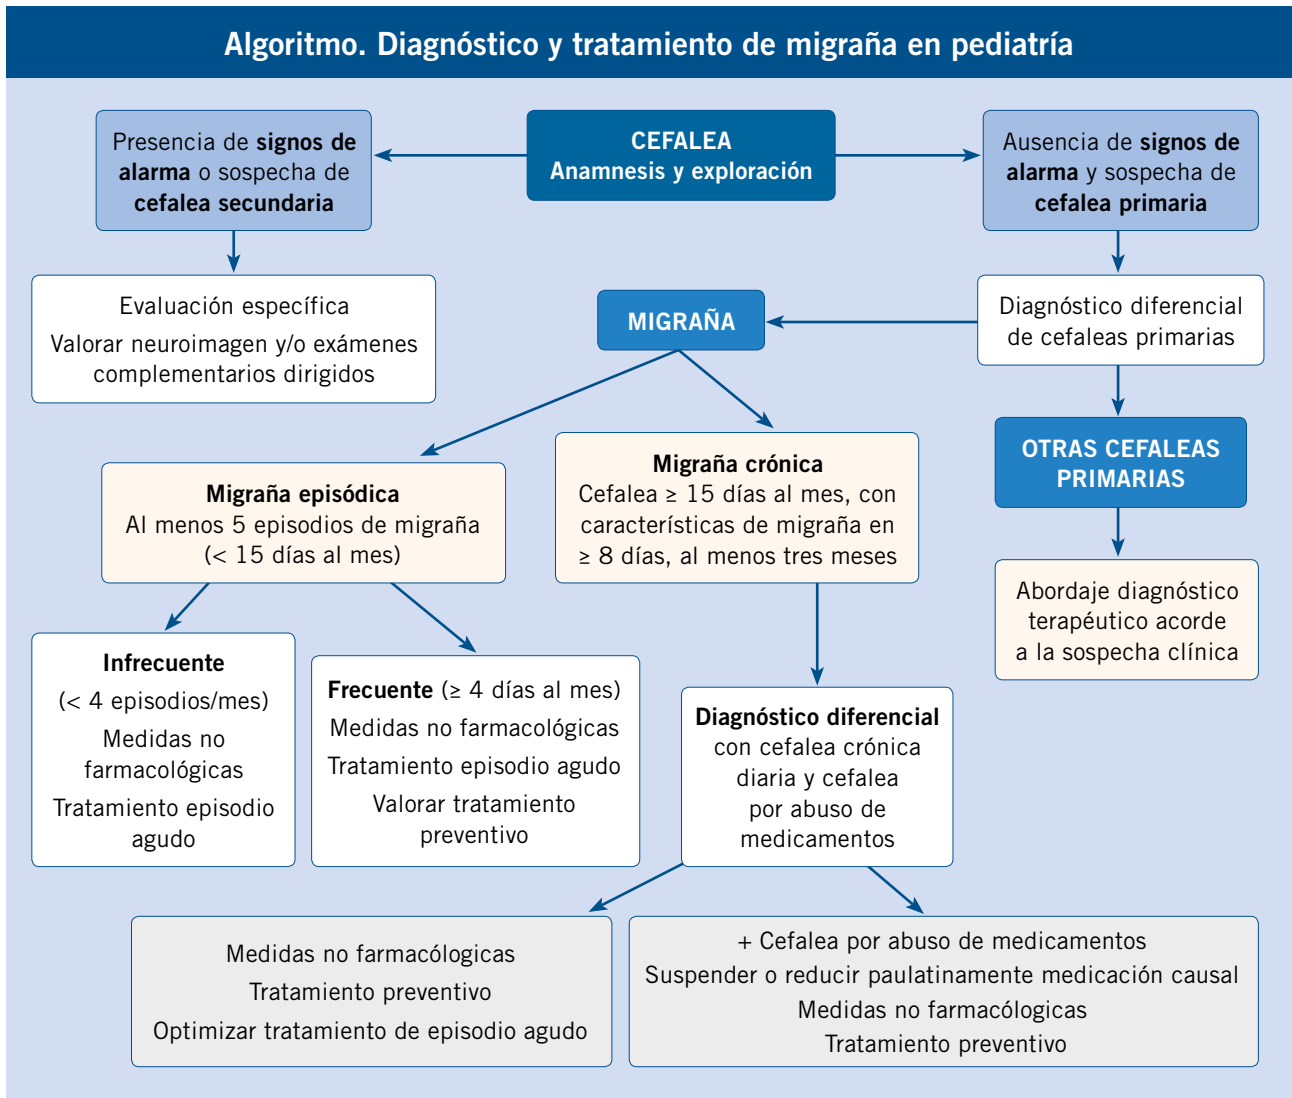 Algoritmo. Diagnóstico y tratamiento de migraña en pediatría
Presencia de signos de
alarma o sospecha de
cefalea secundaria
CEFALEA
Anamnesis y exploración
Ausencia de signos de
alarma y sospecha de
cefalea primaria
Evaluación específica
Valorar neuroimagen y/o exámenes
complementarios dirigidos
MIGRAÑA
Diagnóstico diferencial
de cefaleas primarias
Migraña episódica
Al menos 5 episodios de migraña
(< 15 días al mes)
Migraña crónica
Cefalea ≥ 15 días al mes, con
características de migraña en
≥ 8 días, al menos tres meses
OTRAS CEFALEAS
PRIMARIAS
Abordaje diagnóstico
terapéutico acorde
a la sospecha clínica
Infrecuente
(< 4 episodios/mes)
Medidas no
farmacológicas
Tratamiento episodio
agudo
Frecuente (≥ 4 días al mes)
Medidas no farmacológicas
Tratamiento episodio agudo
Valorar tratamiento
preventivo
Diagnóstico diferencial
con cefalea crónica
diaria y cefalea
por abuso de
medicamentos
Medidas no farmacólogicas
Tratamiento preventivo
Optimizar tratamiento de episodio agudo
+ Cefalea por abuso de medicamentos
Suspender o reducir paulatinamente medicación causal
Medidas no farmacólogicas
Tratamiento preventivo